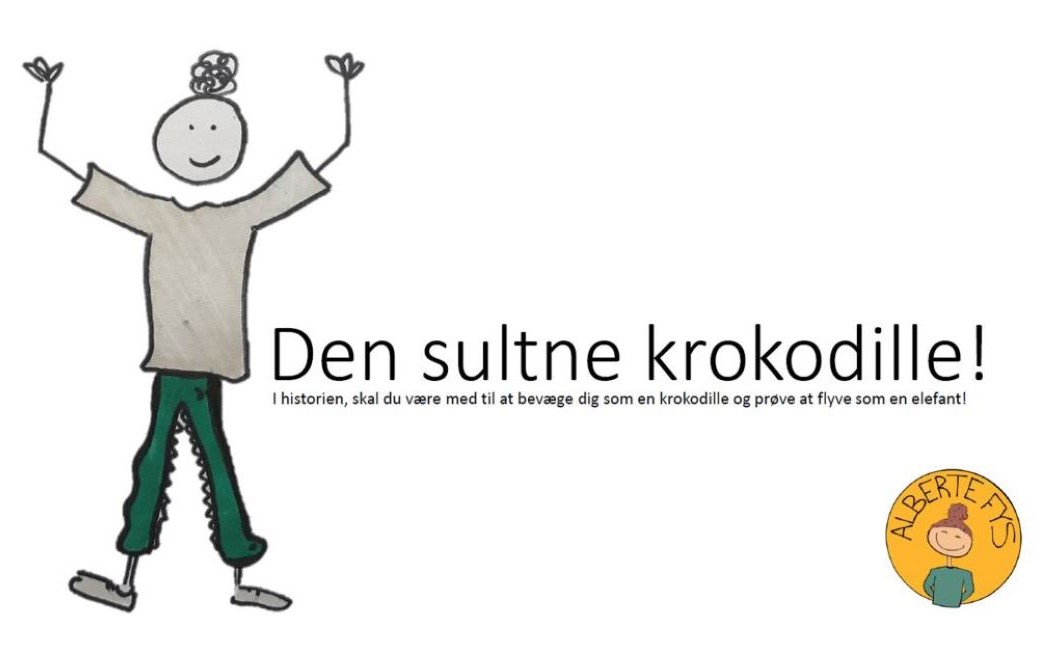 Den sultne krokodille!
I historien, skal du være med til at bevæge dig som en krokodille og prøve at flyve som en elefant!
ALBERTE FYS